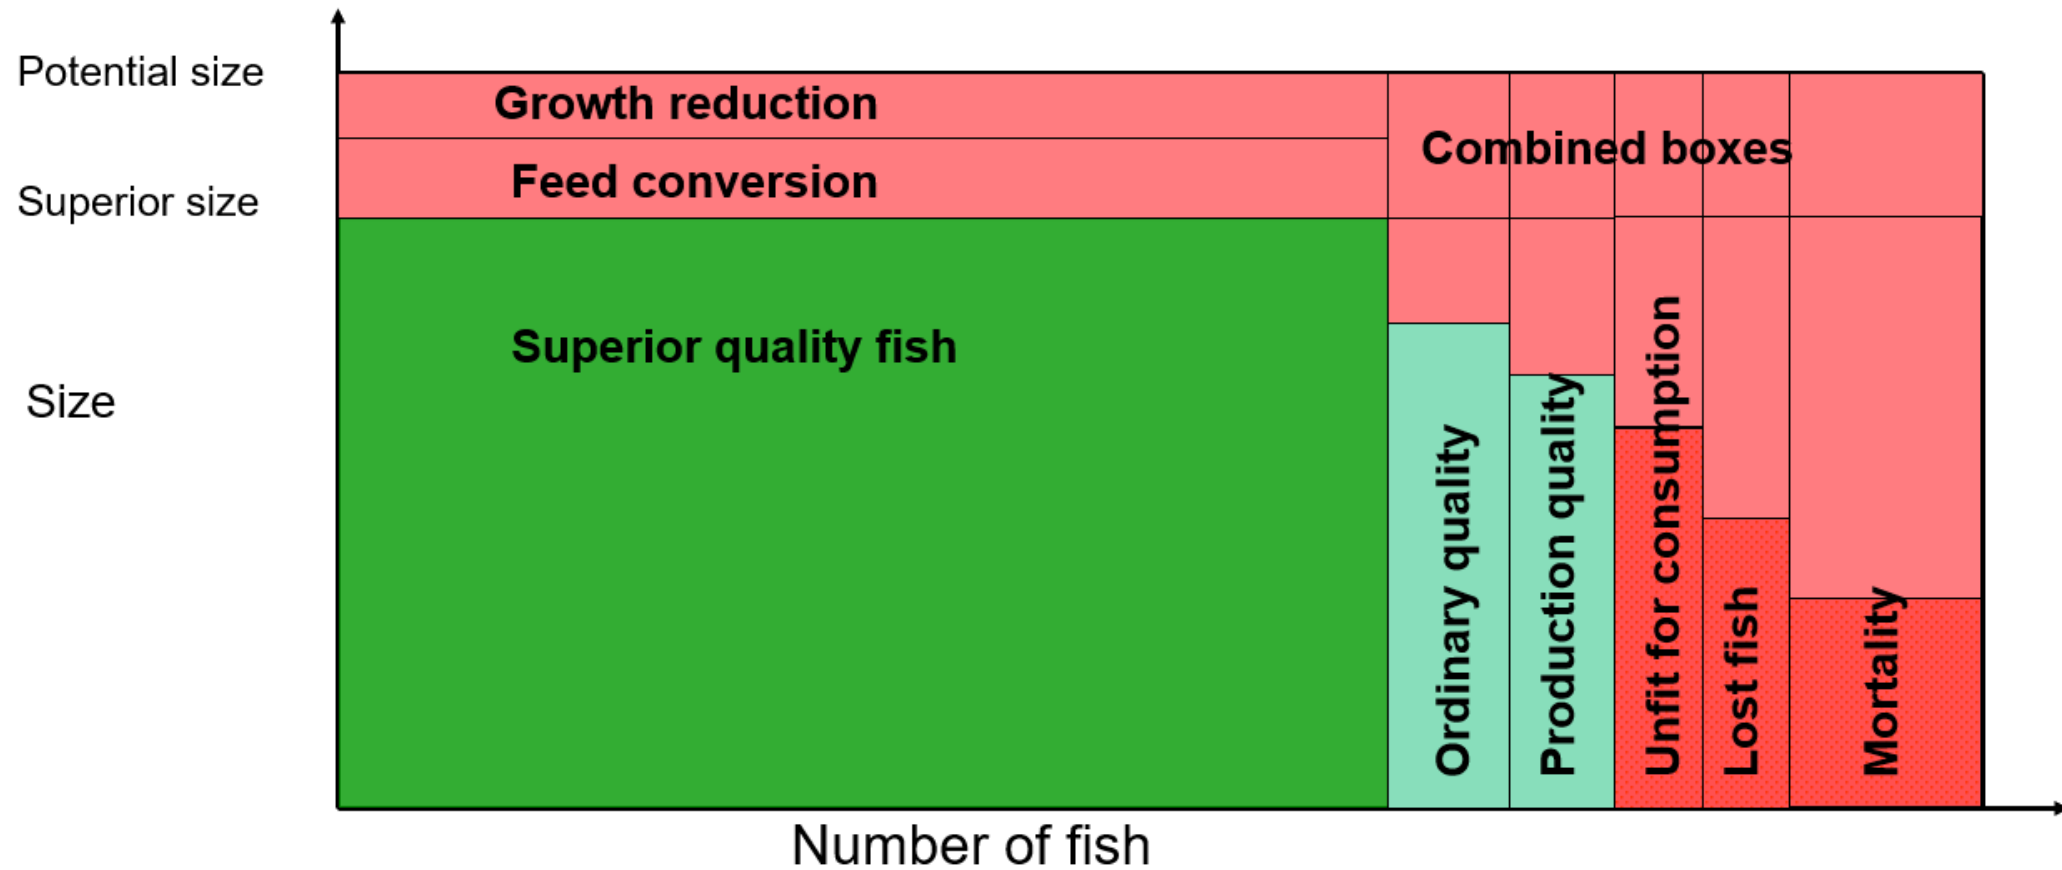 Potential size
Growth reduction
Combined boxes
Feed conversion
Superior size
Superior quality fish
Size
Ordinary quality
Production quality
Unfit for consumption
Lost fish
Mortality
Number of fish